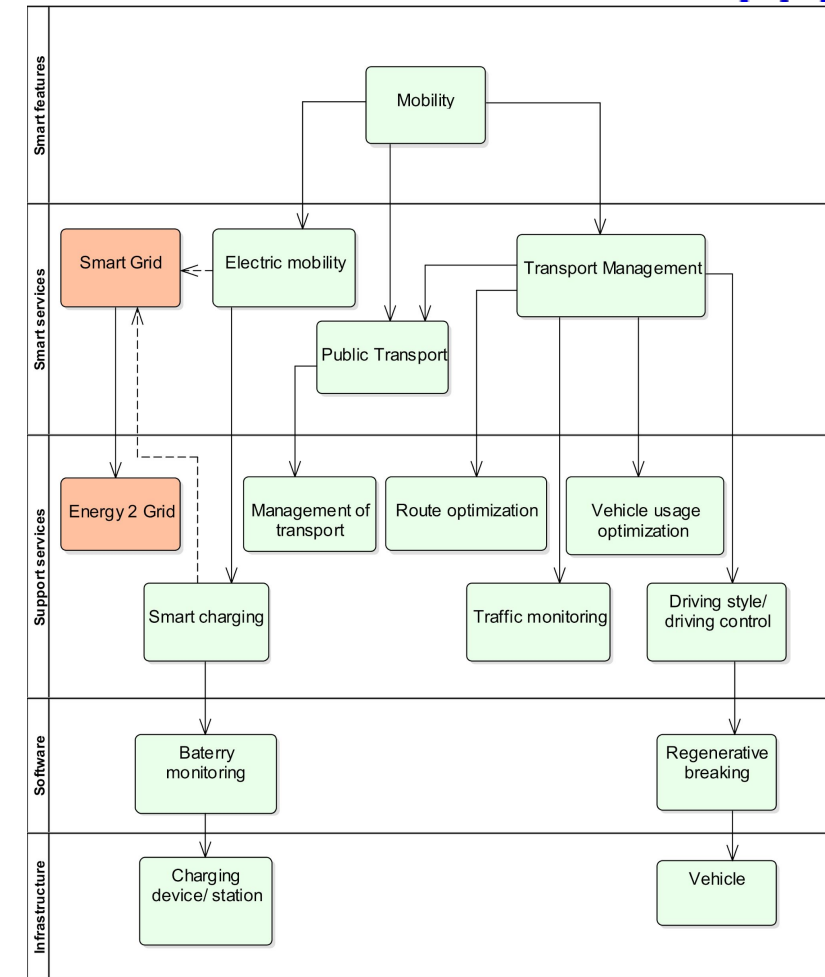 Smart features
Mobility
Smart services
Smart Grid
Electric mobility
Transport Management
Public Transport
Support services
Energy 2 Grid
Management of
transport
Route optimization
Vehicle usage
optimization
Smart charging
Traffic monitoring
Driving style/
driving control
Software
Baterry
monitoring
Regenerative
breaking
Infrastructure
Charging
device/ station
Vehicle